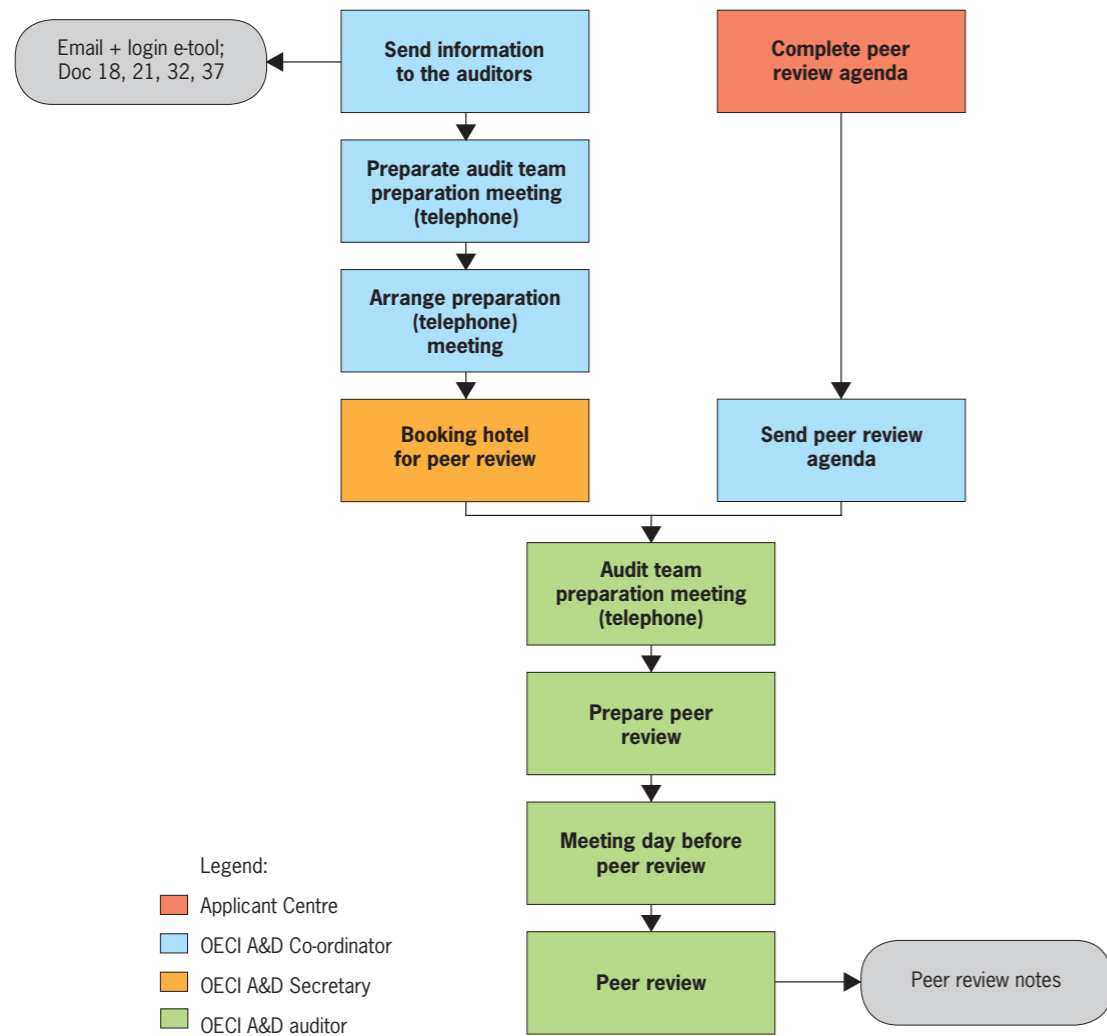 Email + login e-tool;
Doc 18, 21, 32, 37
Send information
to the auditors
Complete peer
review agenda
Preparate audit team
preparation meeting
(telephone)
Arrange preparation
(telephone)
meeting
Booking hotel
for peer review
Send peer review
agenda
Audit team
preparation meeting
(telephone)
Prepare peer
review
Meeting day before
peer review
Peer review
Peer review notes
Legend:
Applicant Centre
OECI A&D Co-ordinator
OECI A&D Secretary
OECI A&D auditor